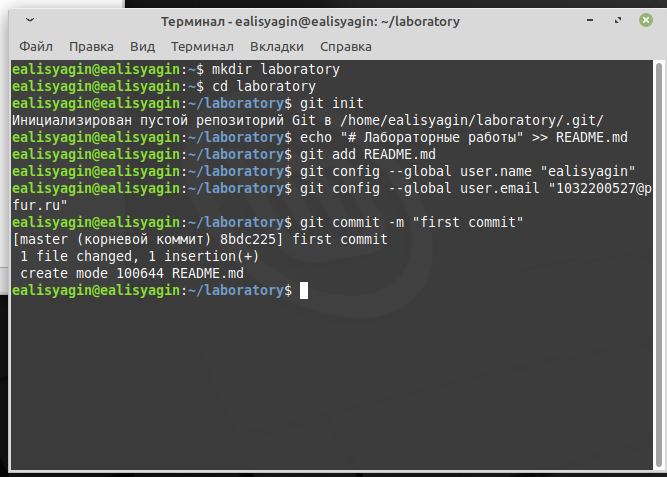 Терминал - ealisyagin@ealisyagin: ~/laboratory
Файл Правка Вид Терминал Вкладки Справка
ealisyagin@ealisyagin:~$ mkdir laboratory
ealisyagin@ealisyagin:~$ cd laboratory
ealisyagin@ealisyagin:~/laboratory$ git init
Инициализирован пустой репозиторий Git в /home/ealisyagin/laboratory/.git/
ealisyagin@ealisyagin:~/laboratory$ echo "# Лабораторные работы" >> README.md
ealisyagin@ealisyagin:~/laboratory$ git add README.md
ealisyagin@ealisyagin:~/laboratory$ git config --global user.name "ealisyagin"
ealisyagin@ealisyagin:~/laboratory$ git config --global user.email "1032200527@p
fur.ru"
ealisyagin@ealisyagin:~/laboratory$ git commit -m "first commit"
[master (корневой коммит) 8bdc225] first commit
 1 file changed, 1 insertion(+)
 create mode 100644 README.md
ealisyagin@ealisyagin:~/laboratory$